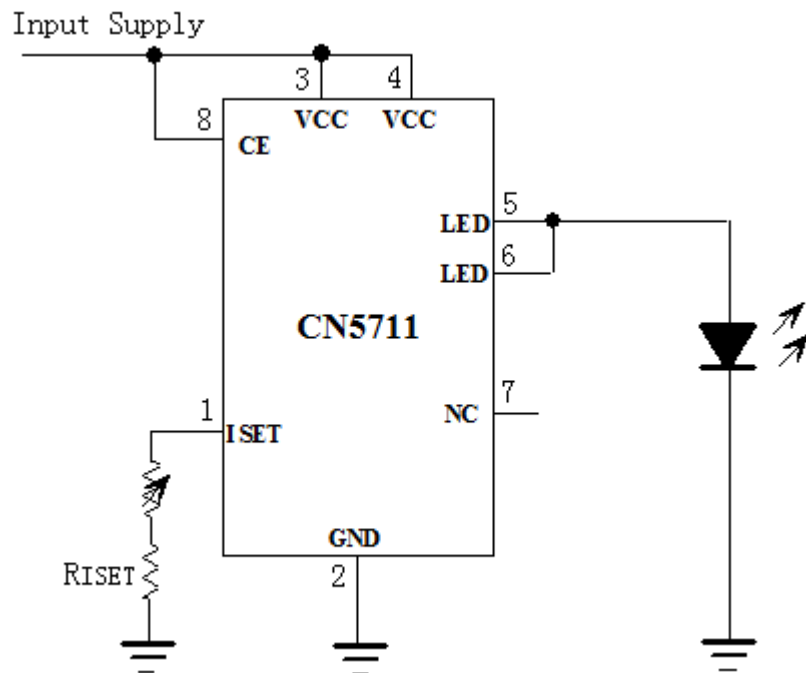 Input Supply
3 4
8 VCC VCC
CE
5
LED
6
LED
CN5711
7
1 NC
ISET
GND
RISET 2